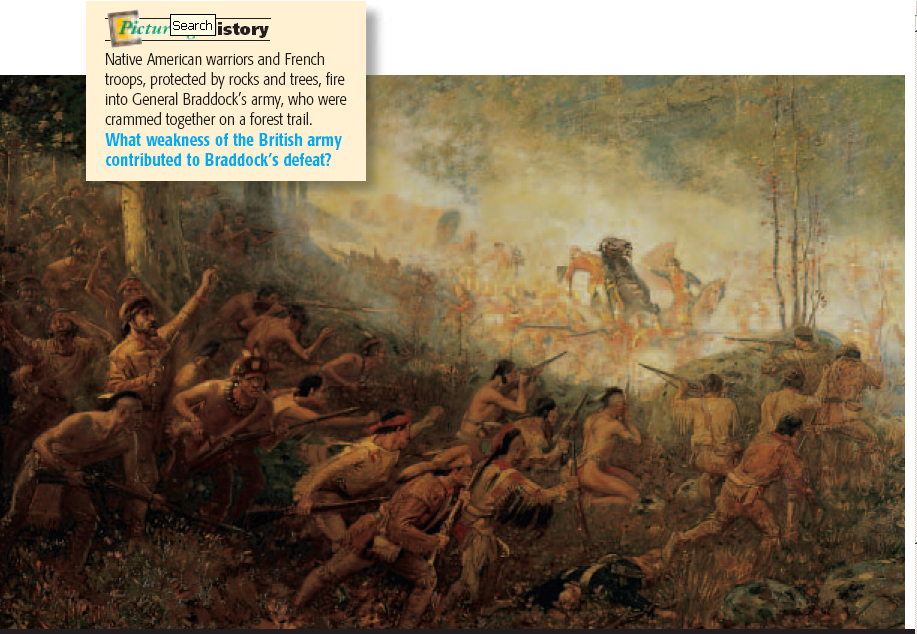 Pictur Search istory
Native American warriors and French
troops, protected by rocks and trees, fire
into General Braddock's army, who were
crammed together on a forest trail.
What weakness of the British army
contributed to Braddock's defeat?